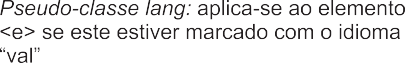 Pseudo-classe lang: aplica-se ao elemento
<e> se este estiver marcado com o idioma
“val”